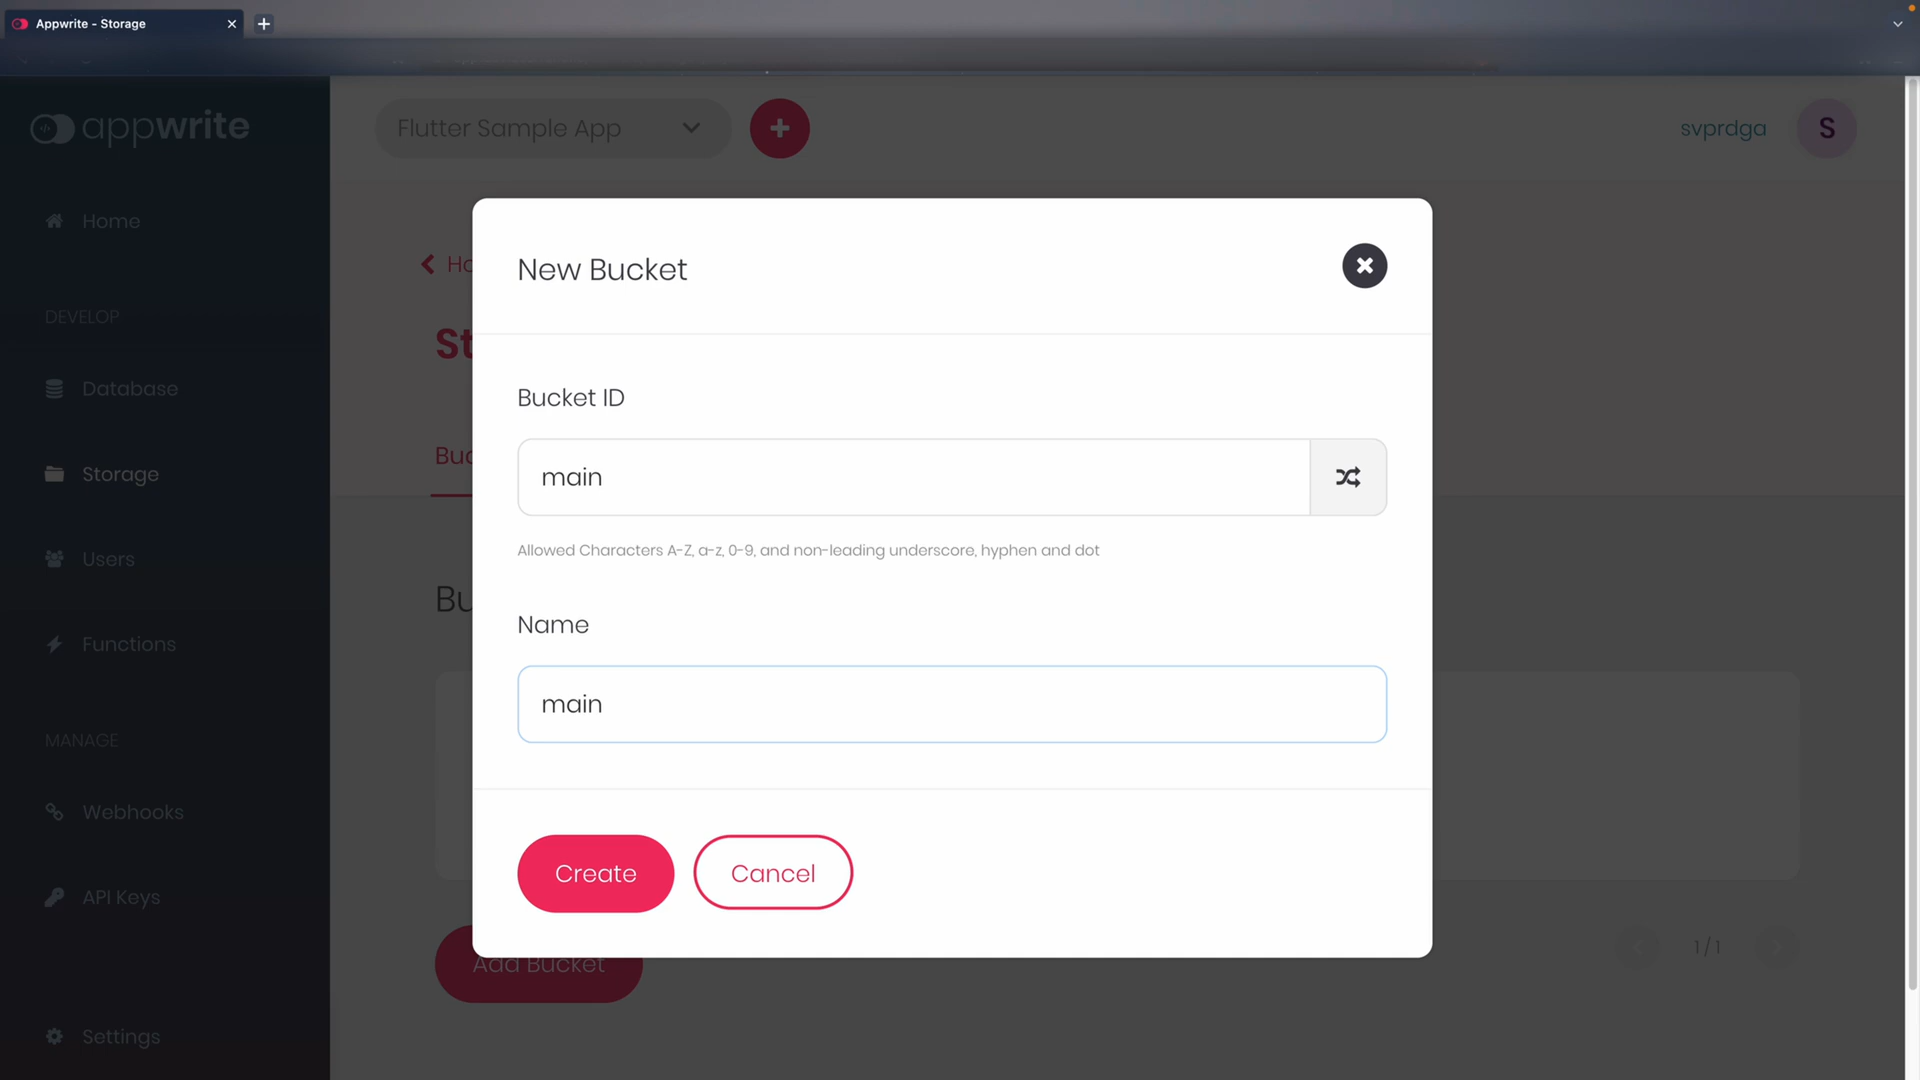 Appwrite - Storage
appwrite
Flutter Sample App
svprdga
S
Home
DEVELOP
Database
Storage
Users
Functions
MANAGE
Webhooks
API Keys
Settings
New Bucket
Bucket ID
main
Allowed Characters A-Z, a-z, 0-9, and non-leading underscore, hyphen and dot
Name
main
Create
Cancel
Add Bucket
1 / 1